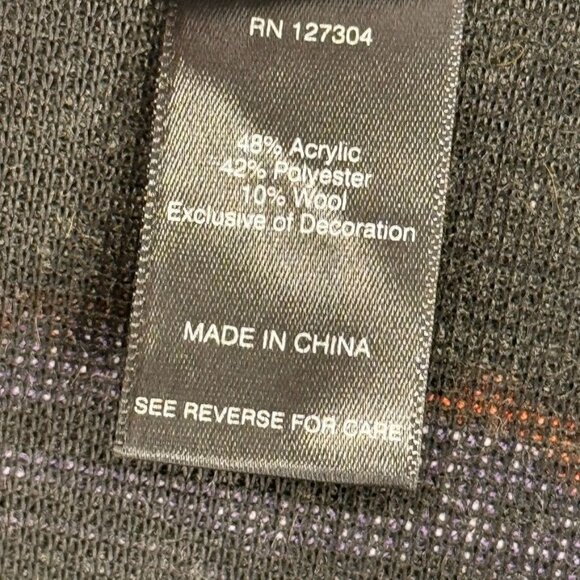 RN 127304
48% Acrylic
42% Polyester
10% Wool
Exclusive of Decoration
MADE IN CHINA
SEE REVERSE FOR CARE